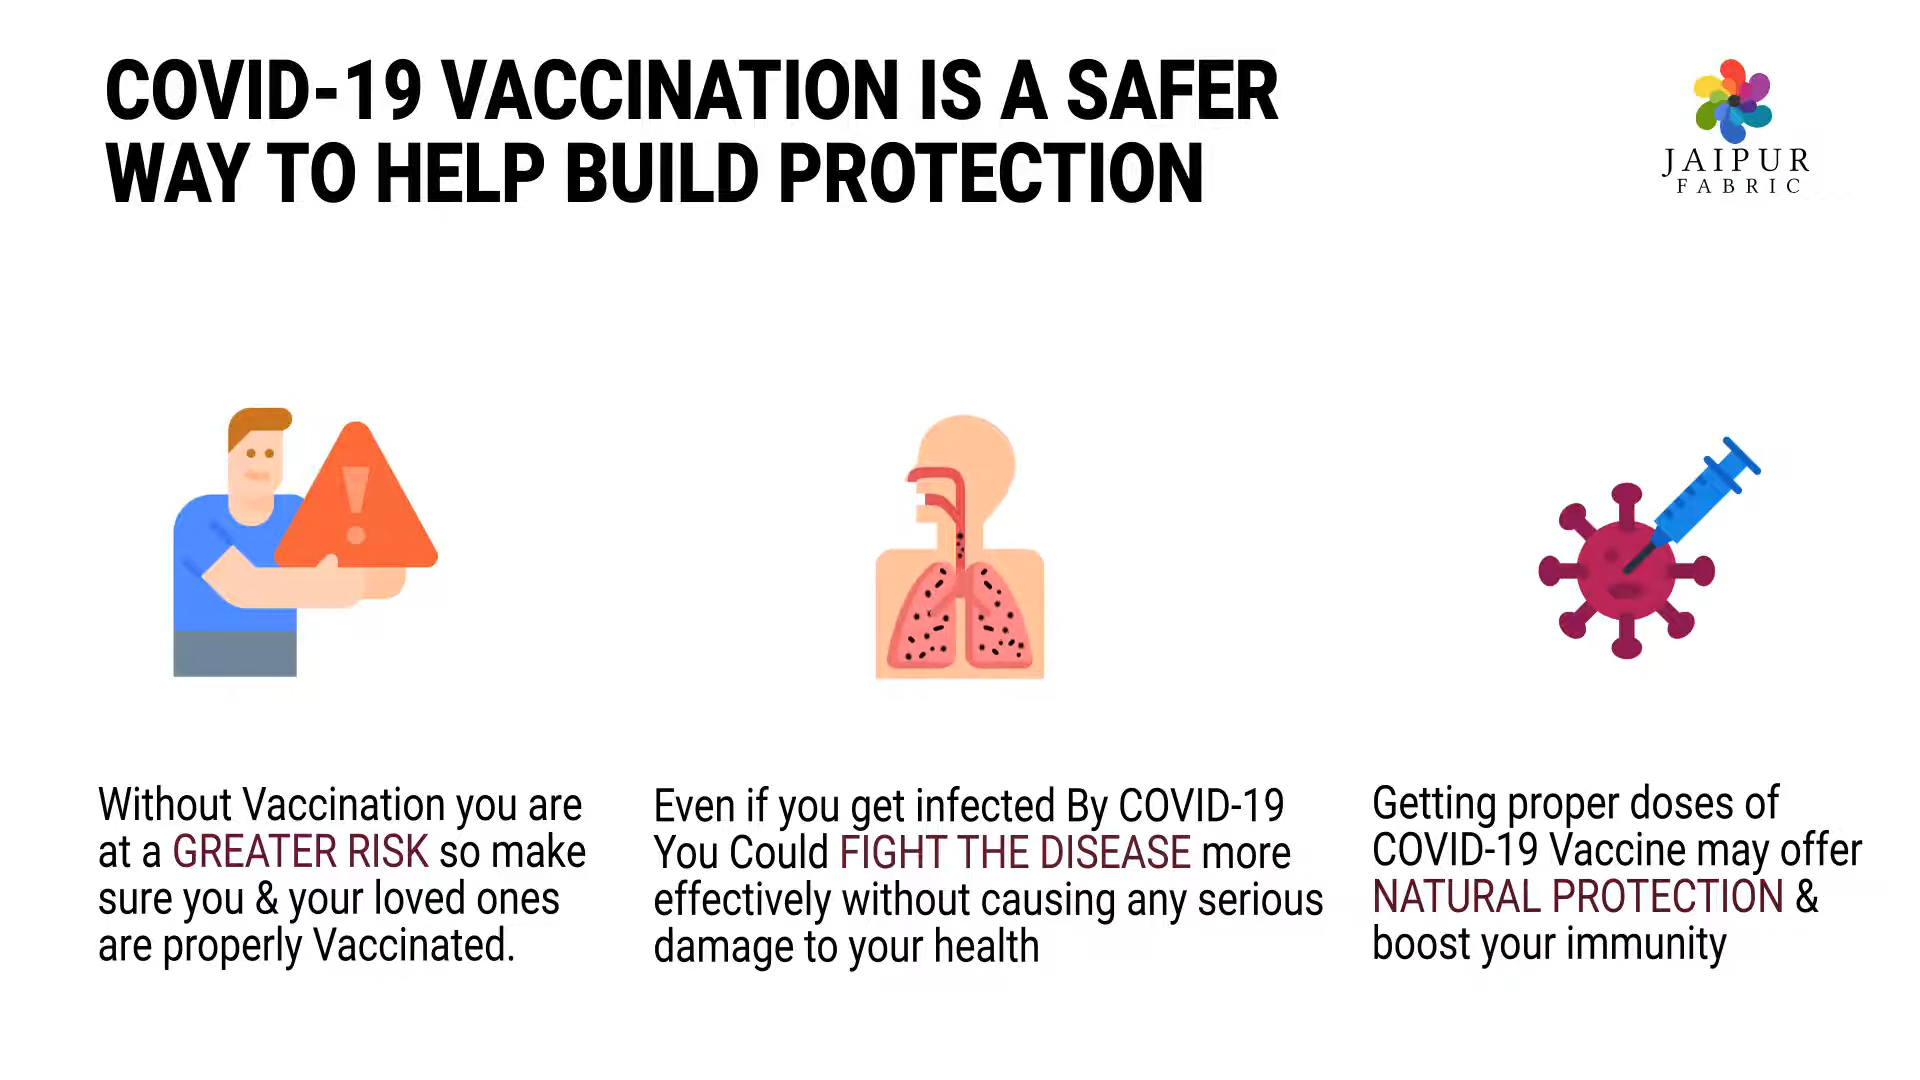 COVID-19 VACCINATION IS A SAFER
WAY TO HELP BUILD PROTECTION
JAIPUR
FABRIC
Without Vaccination you are
at a GREATER RISK so make
sure you & your loved ones
are properly Vaccinated.
Even if you get infected By COVID-19
You Could FIGHT THE DISEASE more
effectively without causing any serious
damage to your health
Getting proper doses of
COVID-19 Vaccine may offer
NATURAL PROTECTION &
boost your immunity